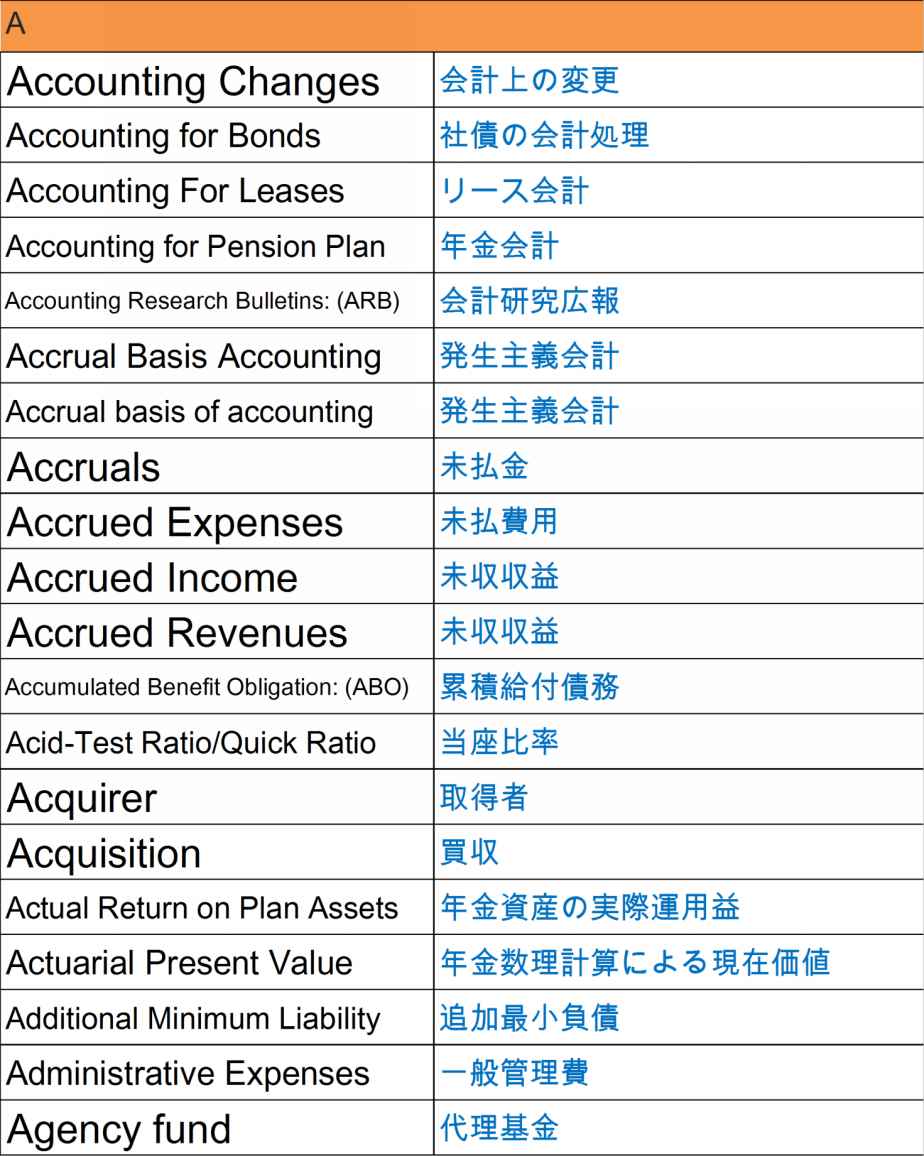 A
Accounting Changes 会計上の変更
Accounting for Bonds 社債の会計処理
Accounting For Leases リース会計
Accounting for Pension Plan 年金会計
Accounting Research Bulletins: (ARB) 会計研究広報
Accrual Basis Accounting 発生主義会計
Accrual basis of accounting 発生主義会計
Accruals 未払金
Accrued Expenses 未払費用
Accrued Income 未収収益
Accrued Revenues 未収収益
Accumulated Benefit Obligation: (ABO) 累積給付債務
Acid-Test Ratio/Quick Ratio 当座比率
Acquirer 取得者
Acquisition 買収
Actual Return on Plan Assets 年金資産の実際運用益
Actuarial Present Value 年金数理計算による現在価値
Additional Minimum Liability 追加最小負債
Administrative Expenses 一般管理費
Agency fund 代理基金